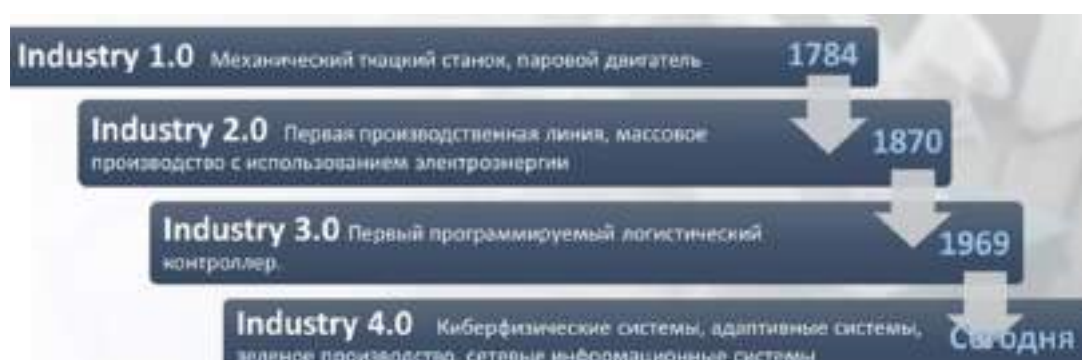 Industry 1.0 Механический ткацкий станок, паровой двигатель 1784
Industry 2.0 Первая производственная линия, массовое
производство с использованием электроэнергии 1870
Industry 3.0 Первый программируемый логистический
контроллер. 1969
Industry 4.0 Киберфизические системы, адаптивные системы, Сегодня
зеленое производство, сетевые информационные системы